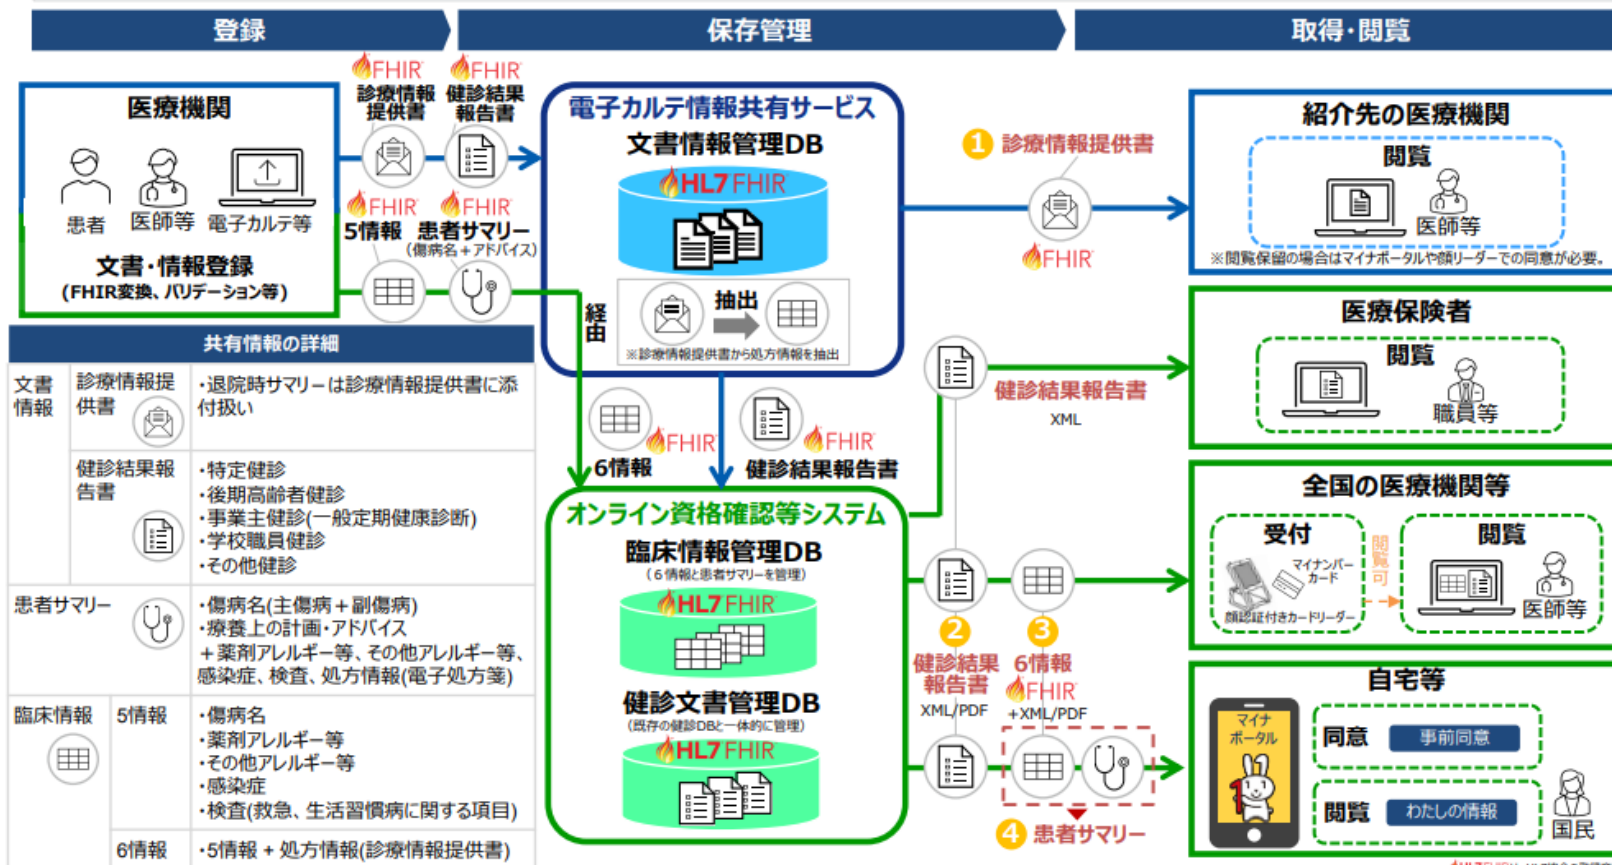 登録
保存管理
取得・閲覧
医療機関
患者
医師等
電子カルテ等
文書・情報登録
(FHIR変換、バリデーション等)
FHIR
診療情報
提供書
FHIR
健診結果
報告書
FHIR
5情報
FHIR
患者サマリー
(傷病名+アドバイス)
電子カルテ情報共有サービス
文書情報管理DB
HL7 FHIR
抽出
※診療情報提供書から処方情報を抽出
経由
6情報
FHIR
健診結果報告書
FHIR
オンライン資格確認等システム
臨床情報管理DB
(6情報と患者サマリーを管理)
HL7 FHIR
健診文書管理DB
(既存の健診DBと一体的に管理)
HL7 FHIR
1 診療情報提供書
FHIR
健診結果報告書
XML
2
健診結果
報告書
XML/PDF
3
6情報
FHIR
+XML/PDF
4 患者サマリー
紹介先の医療機関
閲覧
医師等
※閲覧保留の場合はマイナポータルや顔リーダーでの同意が必要。
医療保険者
閲覧
職員等
全国の医療機関等
受付
マイナンバー
カード
顔認証付きカードリーダー
閲覧可
閲覧
医師等
自宅等
マイナ
ポータル
同意
事前同意
閲覧
わたしの情報
国民
共有情報の詳細
文書
情報
診療情報提
供書
・退院時サマリーは診療情報提供書に添
付扱い
健診結果報
告書
・特定健診
・後期高齢者健診
・事業主健診(一般定期健康診断)
・学校職員健診
・その他健診
患者サマリー
・傷病名(主傷病+副傷病)
・療養上の計画・アドバイス
+薬剤アレルギー等、その他アレルギー等、
感染症、検査、処方情報(電子処方箋)
臨床情報
5情報
・傷病名
・薬剤アレルギー等
・その他アレルギー等
・感染症
・検査(救急、生活習慣病に関する項目)
6情報
・5情報 + 処方情報(診療情報提供書)